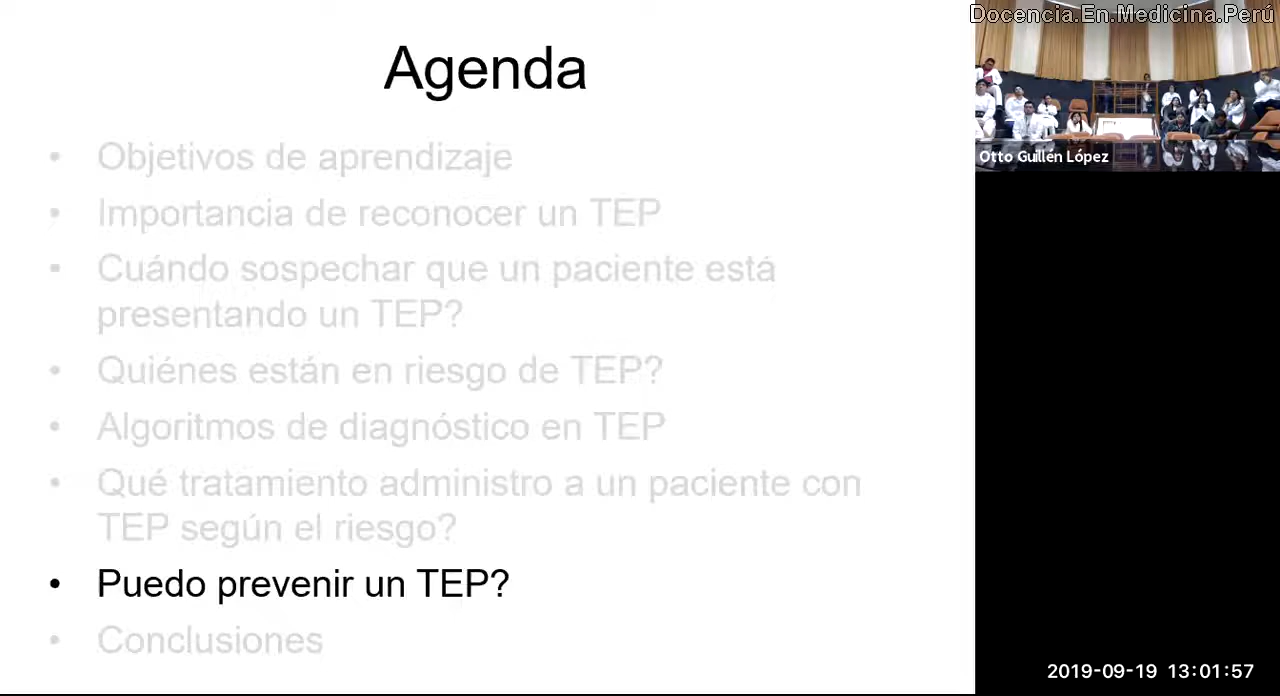 Agenda
• Objetivos de aprendizaje
• Importancia de reconocer un TEP
• Cuándo sospechar que un paciente está
presentando un TEP?
• Quiénes están en riesgo de TEP?
• Algoritmos de diagnóstico en TEP
• Qué tratamiento administro a un paciente con
TEP según el riesgo?
• Puedo prevenir un TEP?
• Conclusiones
Docencia.En.Medicina.Perú
Otto Guillén López
2019-09-19 13:01:57